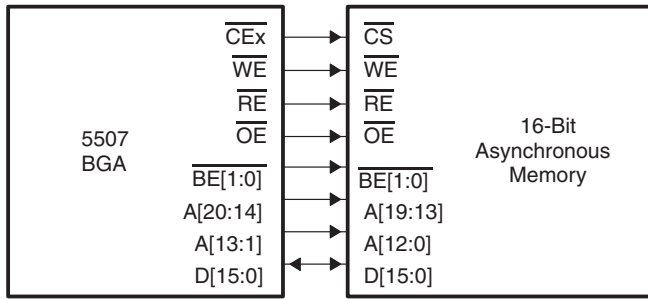 5507
BGA
CEx
WE
RE
OE
BE[1:0]
A[20:14]
A[13:1]
D[15:0]
CS
WE
RE
OE
BE[1:0]
A[19:13]
A[12:0]
D[15:0]
16-Bit
Asynchronous
Memory